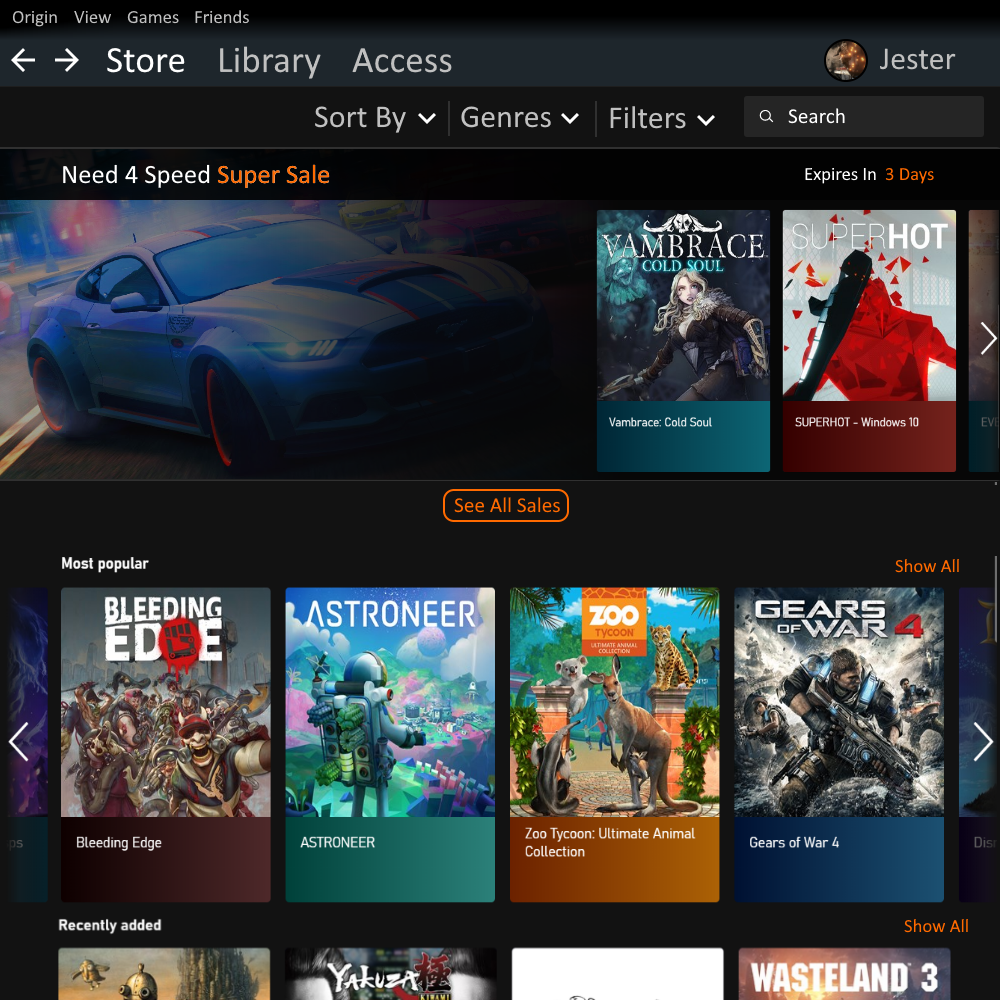 Origin View Games Friends
Store Library Access Jester
Sort By Genres Filters Search
Need 4 Speed Super Sale Expires In 3 Days
VAMBRACE
COLD SOUL
SUPERHOT
Vambrace: Cold Soul
SUPERHOT - Windows 10
See All Sales
Most popular Show All
BLEEDING
EDGE
ASTRONEER
ZOO
TYCOON
ULTIMATE ANIMAL
COLLECTION
GEARS
OF WAR 4
ps
Bleeding Edge
ASTRONEER
Zoo Tycoon: Ultimate Animal
Collection
Gears of War 4
Recently added Show All
YAKUZA 極
KIWAMI
WASTELAND 3